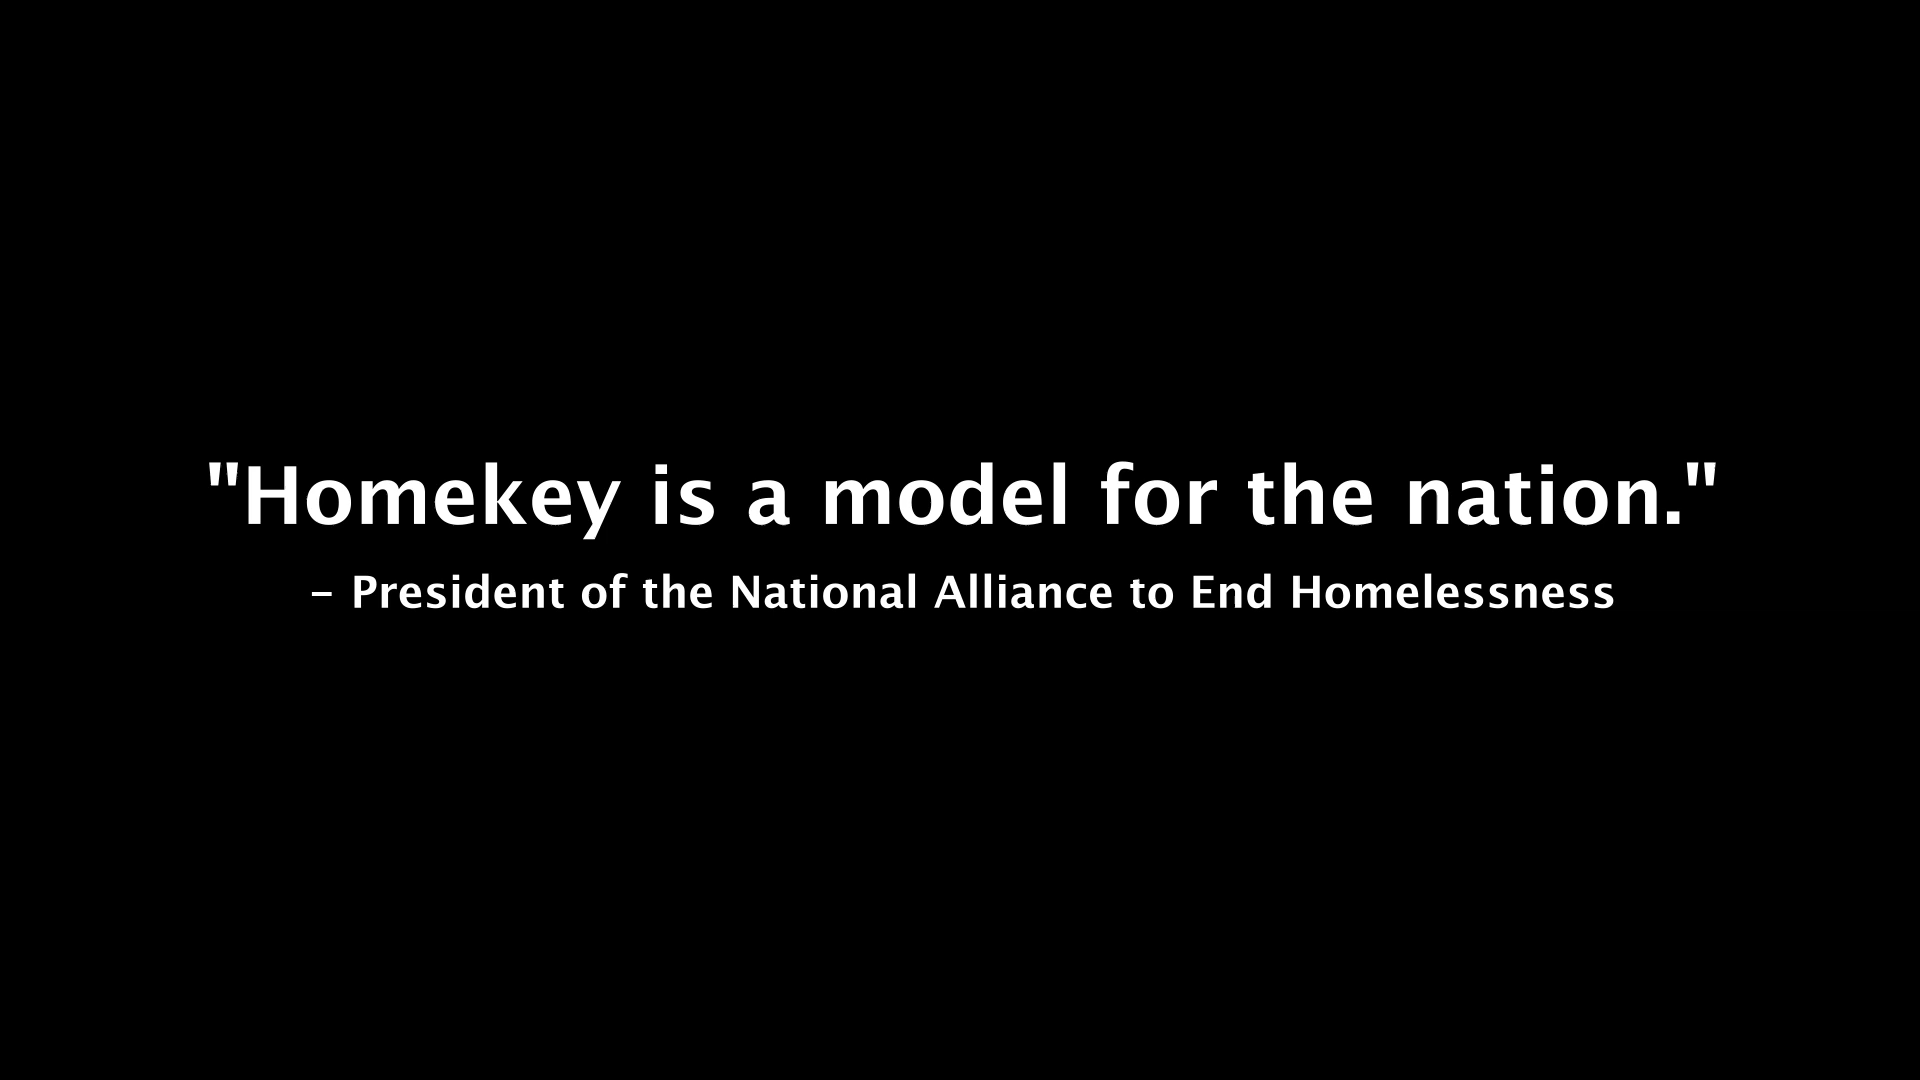 "Homekey is a model for the nation."
– President of the National Alliance to End Homelessness